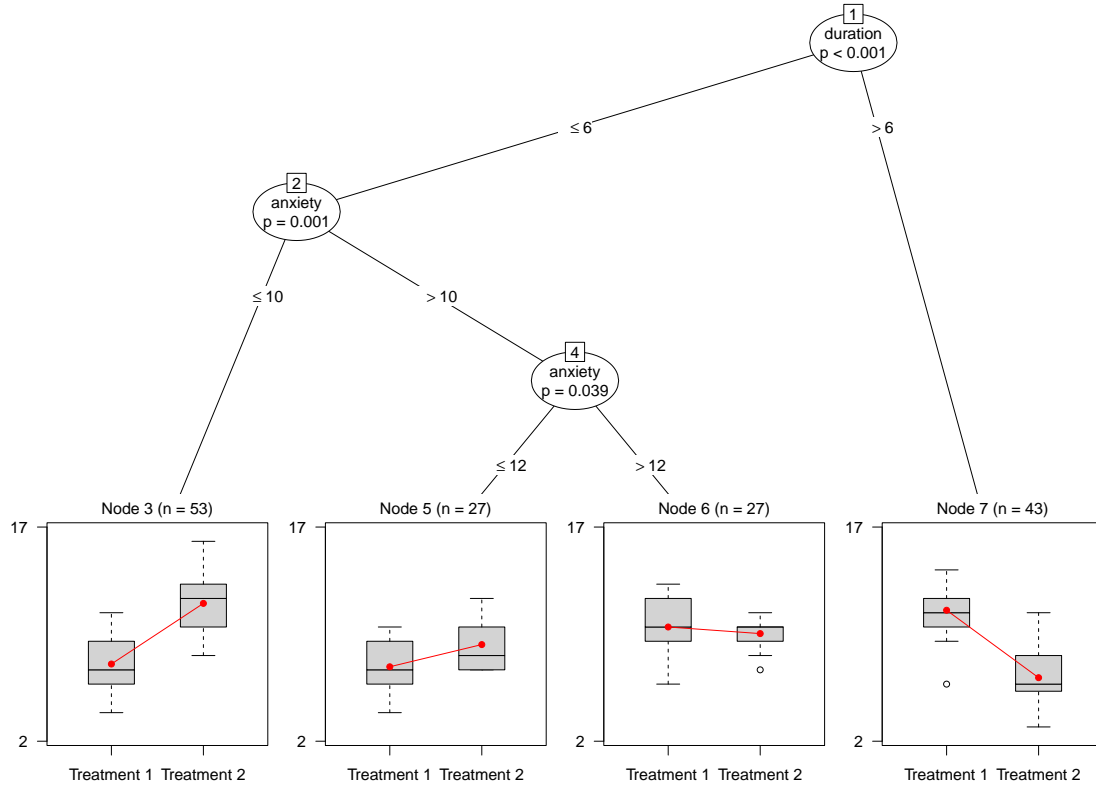 1
duration
p < 0.001
≤ 6
> 6
2
anxiety
p = 0.001
≤ 10
> 10
4
anxiety
p = 0.039
≤ 12
> 12
Node 3 (n = 53)
17
2
Treatment 1 Treatment 2
Node 5 (n = 27)
17
2
Treatment 1 Treatment 2
Node 6 (n = 27)
17
2
Treatment 1 Treatment 2
Node 7 (n = 43)
17
2
Treatment 1 Treatment 2